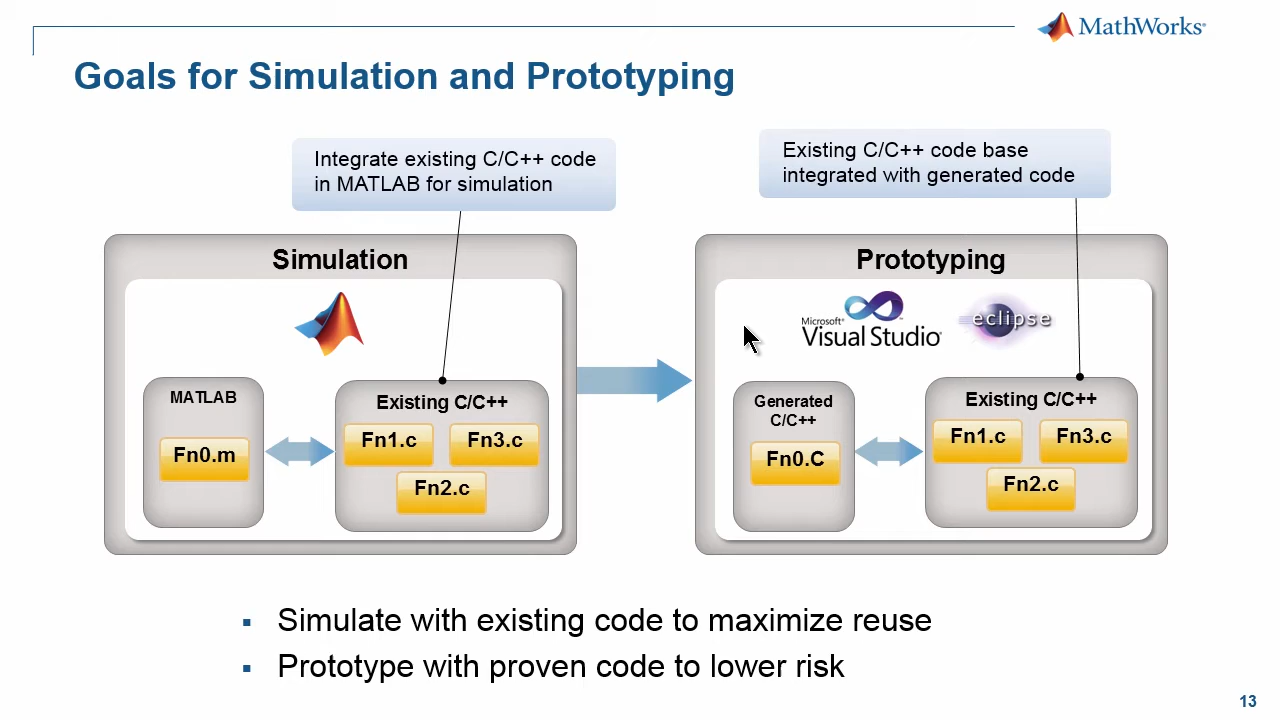 MathWorks®
Goals for Simulation and Prototyping
Integrate existing C/C++ code
in MATLAB for simulation
Existing C/C++ code base
integrated with generated code
Simulation
MATLAB
Fn0.m
Existing C/C++
Fn1.c
Fn3.c
Fn2.c
Prototyping
Microsoft®
Visual Studio®
eclipse
Generated
C/C++
Fn0.C
Existing C/C++
Fn1.c
Fn3.c
Fn2.c
▪ Simulate with existing code to maximize reuse
▪ Prototype with proven code to lower risk
13